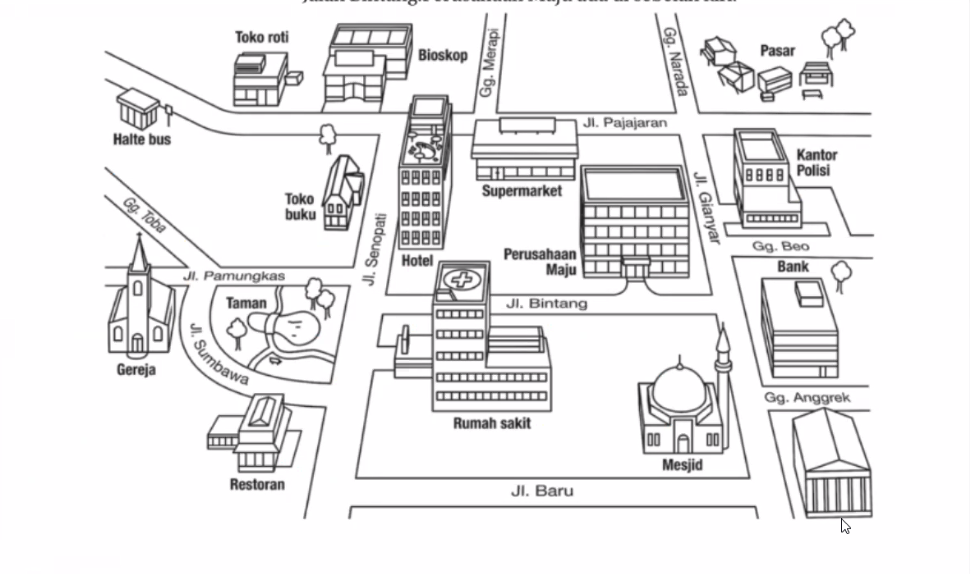 Toko roti
Bioskop
Gg. Merapi
Gg. Narada
Pasar
Halte bus
Jl. Pajajaran
Supermarket
Kantor
Polisi
Toko
buku
Gg. Toba
Jl. Senopati
Hotel
Perusahaan
Maju
Jl. Gianyar
Gg. Beo
Bank
Jl. Pamungkas
Taman
Jl. Bintang
Gereja
Jl. Sumbawa
Rumah sakit
Gg. Anggrek
Mesjid
Restoran
Jl. Baru